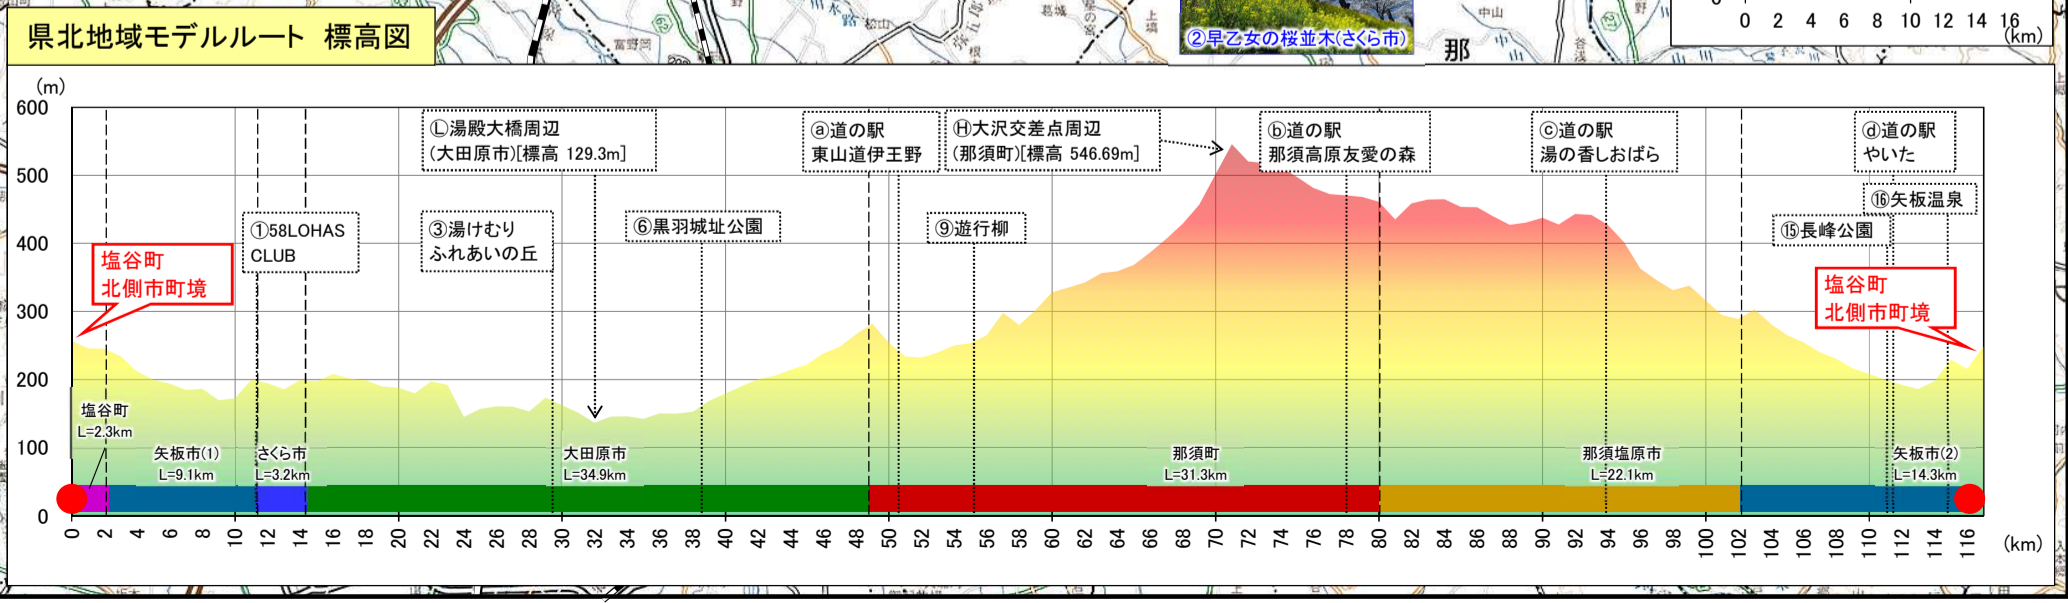 県北地域モデルルート 標高図
②早乙女の桜並木(さくら市)
那
0 2 4 6 8 10 12 14 16
(km)
松山
富野岡
葛城
上境
中山
(m)
600
500
400
300
200
100
0
Ⓛ湯殿大橋周辺
(大田原市)[標高 129.3m]
ⓐ道の駅
東山道伊王野
Ⓗ大沢交差点周辺
(那須町)[標高 546.69m]
ⓑ道の駅
那須高原友愛の森
ⓒ道の駅
湯の香しおばら
ⓓ道の駅
やいた
⑯矢板温泉
①58LOHAS
CLUB
③湯けむり
ふれあいの丘
⑥黒羽城址公園
⑨遊行柳
⑮長峰公園
塩谷町
北側市町境
塩谷町
北側市町境
塩谷町
L=2.3km
矢板市(1)
L=9.1km
さくら市
L=3.2km
大田原市
L=34.9km
那須町
L=31.3km
那須塩原市
L=22.1km
矢板市(2)
L=14.3km
0 2 4 6 8 10 12 14 16 18 20 22 24 26 28 30 32 34 36 38 40 42 44 46 48 50 52 54 56 58 60 62 64 66 68 70 72 74 76 78 80 82 84 86 88 90 92 94 96 98 100 102 104 106 108 110 112 114 116
(km)